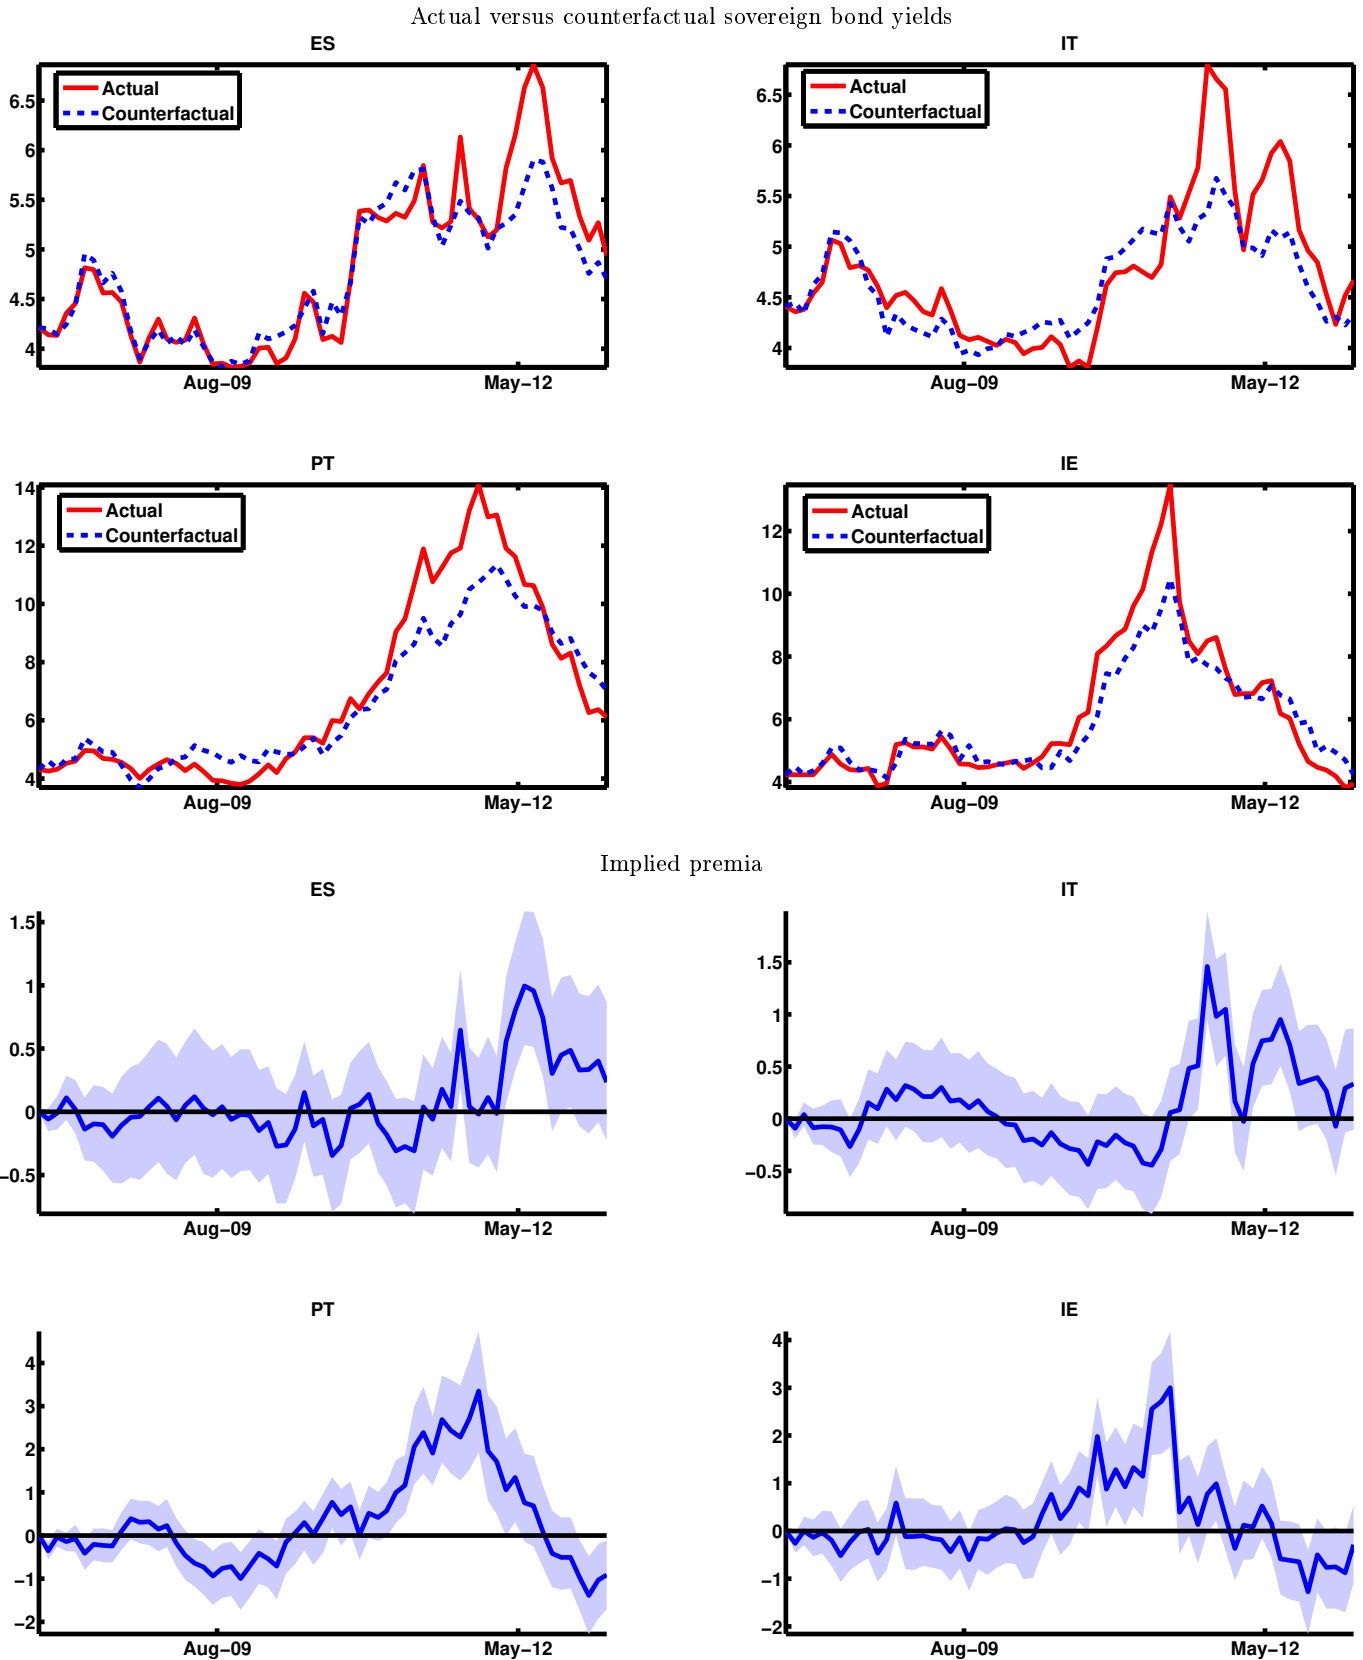 Actual versus counterfactual sovereign bond yields
ES
IT
Actual
Counterfactual
6.5
6
5.5
5
4.5
4
Aug−09
May−12
Actual
Counterfactual
6.5
6
5.5
5
4.5
4
Aug−09
May−12
PT
IE
Actual
Counterfactual
14
12
10
8
6
4
Aug−09
May−12
Actual
Counterfactual
12
10
8
6
4
Aug−09
May−12
Implied premia
ES
IT
1.5
1
0.5
0
−0.5
Aug−09
May−12
1.5
1
0.5
0
−0.5
Aug−09
May−12
PT
IE
4
3
2
1
0
−1
−2
Aug−09
May−12
4
3
2
1
0
−1
−2
Aug−09
May−12